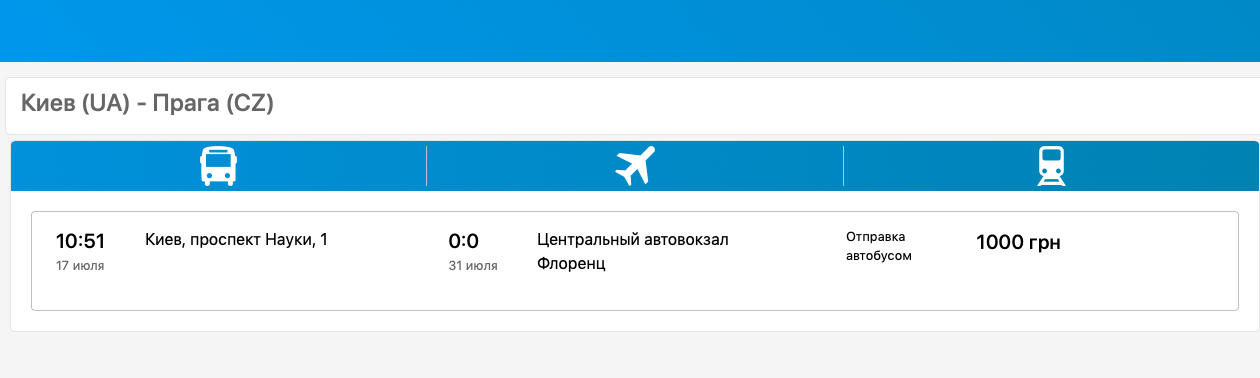 Киев (UA) - Прага (CZ)
10:51
17 июля
Киев, проспект Науки, 1
0:0
31 июля
Центральный автовокзал
Флоренц
Отправка
автобусом
1000 грн